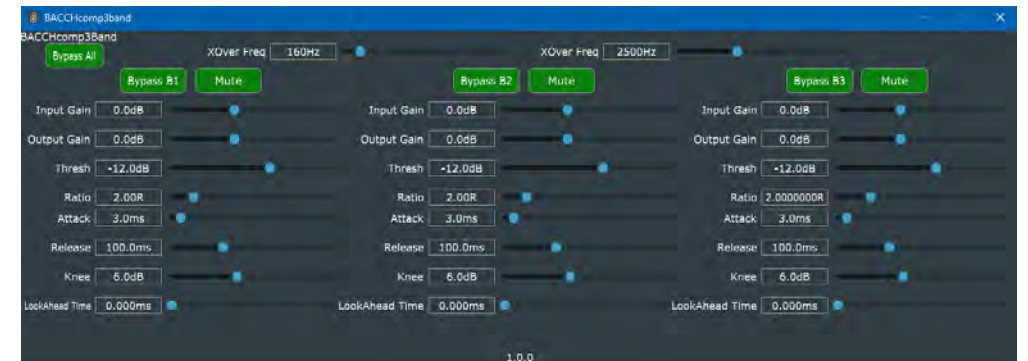 BACCHcomp3band
BACCHcomp3Band
Bypass All XOver Freq 160Hz XOver Freq 2500Hz
Bypass B1 Mute Bypass B2 Mute Bypass B3 Mute
Input Gain 0.0dB Input Gain 0.0dB Input Gain 0.0dB
Output Gain 0.0dB Output Gain 0.0dB Output Gain 0.0dB
Thresh -12.0dB Thresh -12.0dB Thresh -12.0dB
Ratio 2.00R Ratio 2.00R Ratio 2.0000000R
Attack 3.0ms Attack 3.0ms Attack 3.0ms
Release 100.0ms Release 100.0ms Release 100.0ms
Knee 6.0dB Knee 6.0dB Knee 6.0dB
LookAhead Time 0.000ms LookAhead Time 0.000ms LookAhead Time 0.000ms
1.0.0